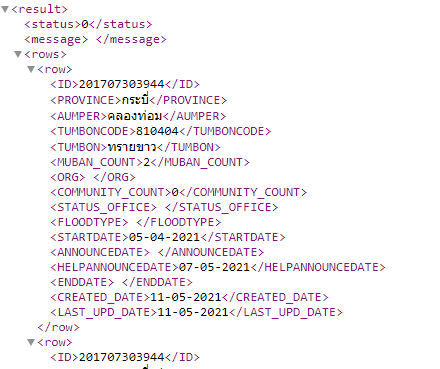 <result>
<status>0</status>
<message> </message>
<rows>
<row>
<ID>201707303944</ID>
<PROVINCE>กระบี่</PROVINCE>
<AUMPER>คลองท่อม</AUMPER>
<TUMBONCODE>810404</TUMBONCODE>
<TUMBON>ทรายขาว</TUMBON>
<MUBAN_COUNT>2</MUBAN_COUNT>
<ORG> </ORG>
<COMMUNITY_COUNT>0</COMMUNITY_COUNT>
<STATUS_OFFICE> </STATUS_OFFICE>
<FLOODTYPE> </FLOODTYPE>
<STARTDATE>05-04-2021</STARTDATE>
<ANNOUNCEDATE> </ANNOUNCEDATE>
<HELPANNOUNCEDATE>07-05-2021</HELPANNOUNCEDATE>
<ENDDATE> </ENDDATE>
<CREATED_DATE>11-05-2021</CREATED_DATE>
<LAST_UPD_DATE>11-05-2021</LAST_UPD_DATE>
</row>
<row>
<ID>201707303944</ID>